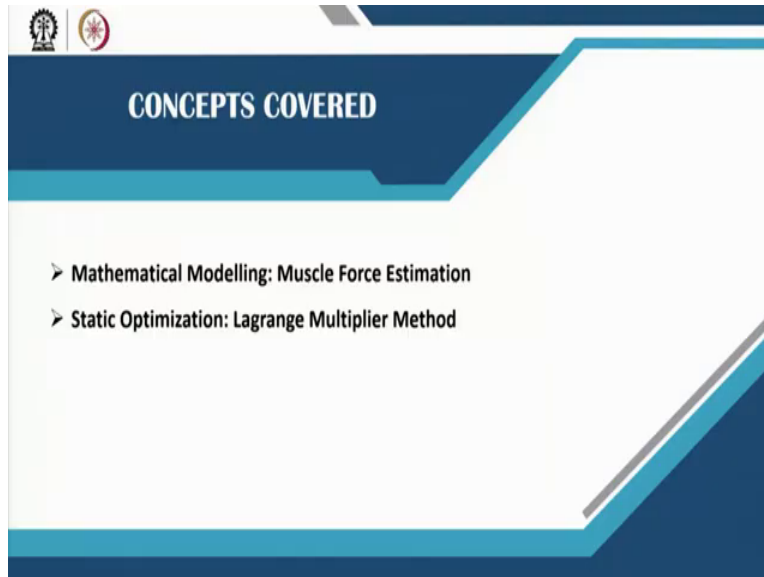 CONCEPTS COVERED
➤ Mathematical Modelling: Muscle Force Estimation
➤ Static Optimization: Lagrange Multiplier Method